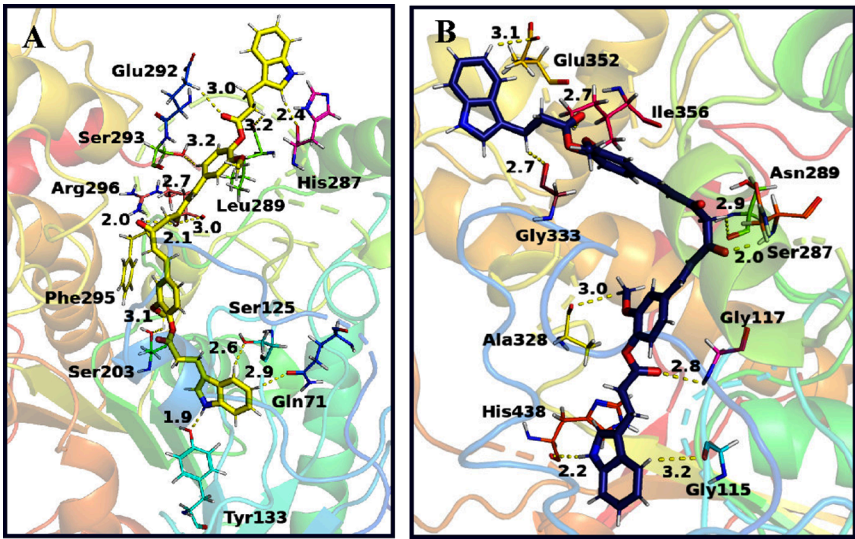 A
Glu292
3.0
Ser293
3.2
3.2
2.4
His287
Arg296
2.7
Leu289
2.0
2.1
3.0
Phe295
3.1
Ser125
2.6
2.9
Ser203
Gln71
1.9
Tyr133
B
3.1
Glu352
2.7
Ile356
2.7
Asn289
2.9
Gly333
2.0
Ser287
3.0
Ala328
Gly117
2.8
His438
2.2
3.2
Gly115